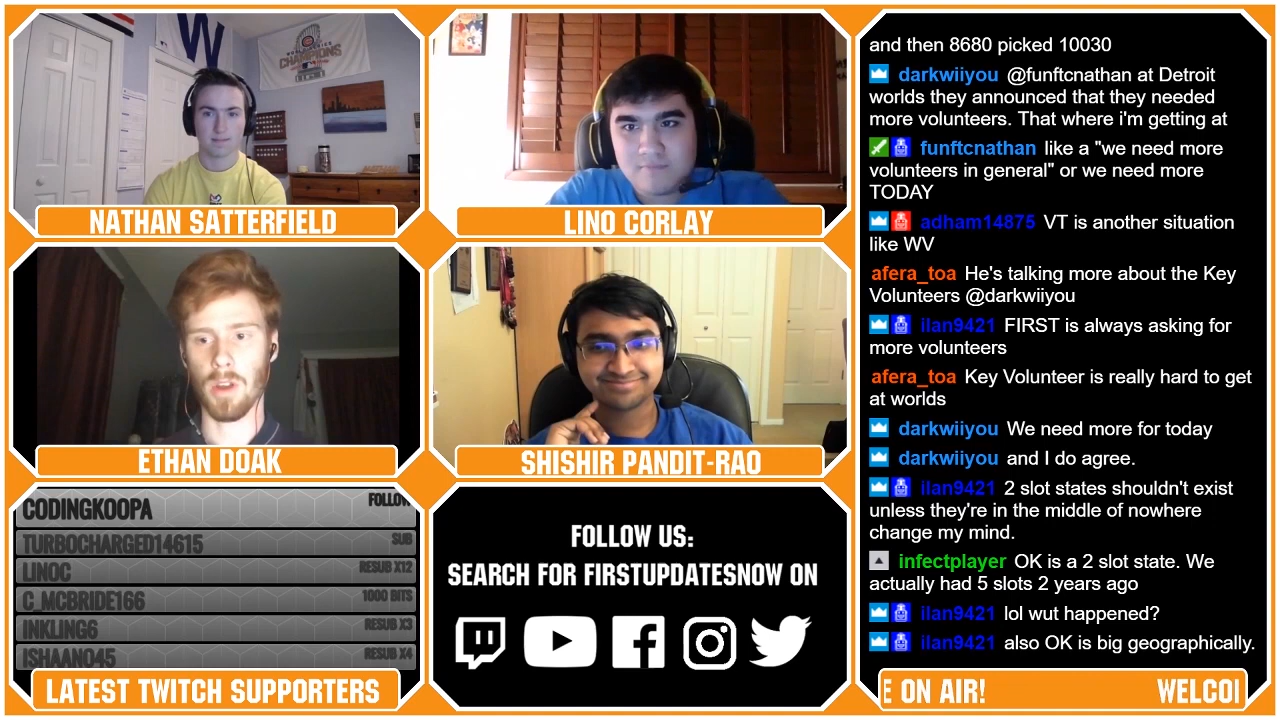 W
WORLD SERIES
CHAMPIONS
NATHAN SATTERFIELD
LINO CORLAY
ETHAN DOAK
SHISHIR PANDIT-RAO
CODINGKOOPA FOLLOW
TURBOCHARGED14615 SUB
LINOC RESUB X12
C_MCBRIDE166 1000 BITS
INKLING6 RESUB X3
ISHAAN045 RESUB X4
LATEST TWITCH SUPPORTERS
FOLLOW US:
SEARCH FOR FIRSTUPDATESNOW ON
and then 8680 picked 10030
darkwiiyou @funftcnathan at Detroit
worlds they announced that they needed
more volunteers. That where i'm getting at
funftcnathan like a "we need more
volunteers in general" or we need more
TODAY
adham14875 VT is another situation
like WV
afera_toa He's talking more about the Key
Volunteers @darkwiiyou
ilan9421 FIRST is always asking for
more volunteers
afera_toa Key Volunteer is really hard to get
at worlds
darkwiiyou We need more for today
darkwiiyou and I do agree.
ilan9421 2 slot states shouldn't exist
unless they're in the middle of nowhere
change my mind.
infectplayer OK is a 2 slot state. We
actually had 5 slots 2 years ago
ilan9421 lol wut happened?
ilan9421 also OK is big geographically.
E ON AIR! WELCOI